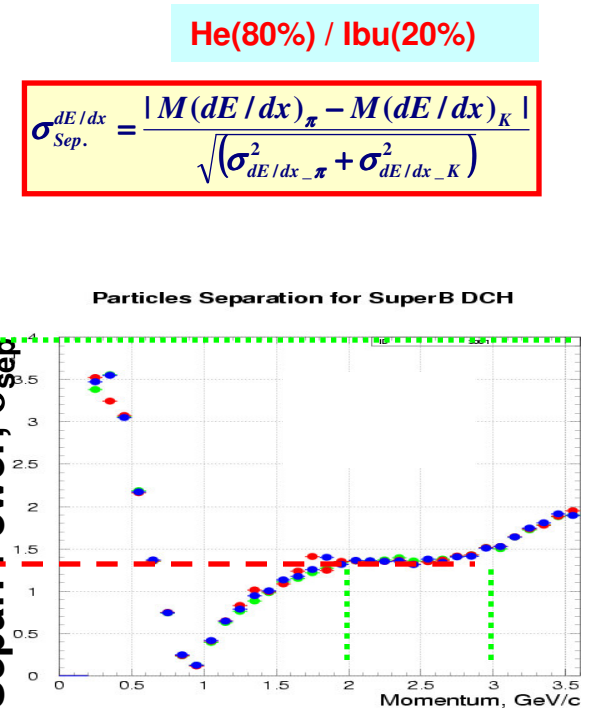 He(80%) / Ibu(20%)
σ_{Sep.}^{dE/dx} = | M(dE/dx)_π − M(dE/dx)_K | / √(σ²_{dE/dx_π} + σ²_{dE/dx_K})
Particles Separation for SuperB DCH
sep
4
3.5
3
2.5
2
1.5
1
0.5
0
0 0.5 1 1.5 2 2.5 3 3.5
Momentum, GeV/c